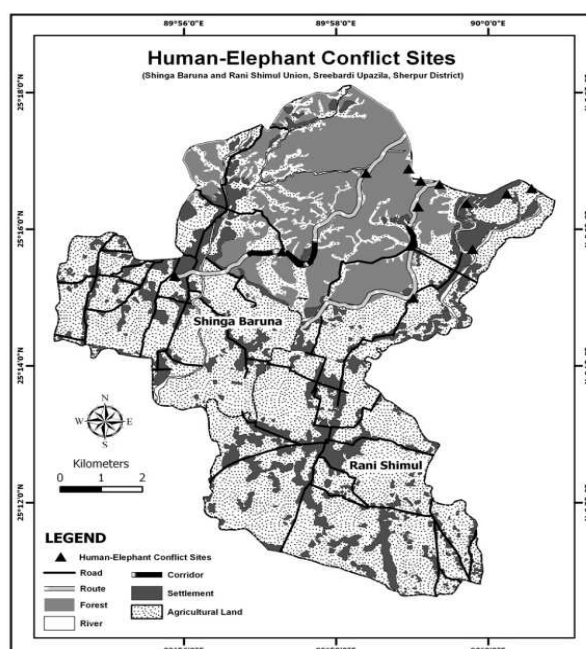 Human-Elephant Conflict Sites
(Shinga Baruna and Rani Shimul Union, Sreebardi Upazila, Sherpur District)
89°56'0"E
89°58'0"E
90°0'0"E
25°18'0"N
25°16'0"N
25°14'0"N
25°12'0"N
Shinga Baruna
Rani Shimul
N
W
E
S
Kilometers
0 1 2
LEGEND
Human-Elephant Conflict Sites
Road
Corridor
Route
Settlement
Forest
Agricultural Land
River